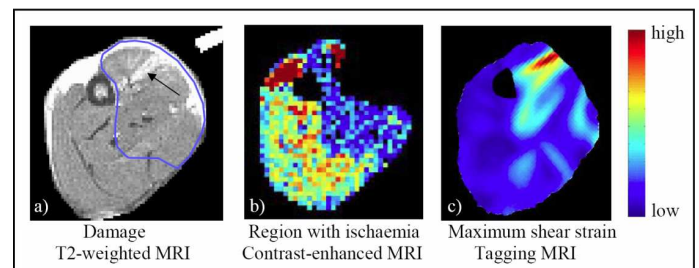 high
low
a)
b)
c)
Damage
T2-weighted MRI
Region with ischaemia
Contrast-enhanced MRI
Maximum shear strain
Tagging MRI